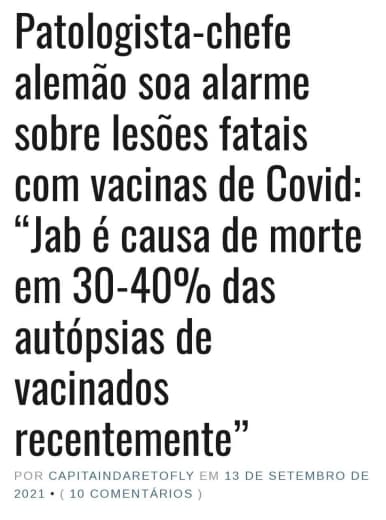 Patologista-chefe
alemão soa alarme
sobre lesões fatais
com vacinas de Covid:
“Jab é causa de morte
em 30-40% das
autópsias de
vacinados
recentemente”
POR CAPITAINDARETOFLY EM 13 DE SETEMBRO DE
2021 • ( 10 COMENTÁRIOS )